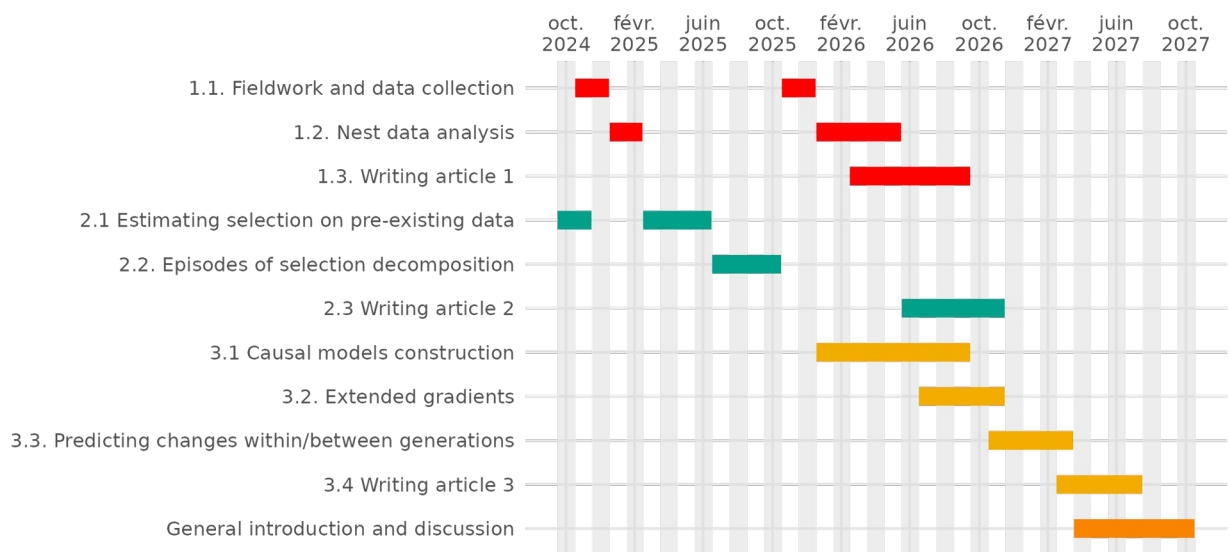 oct. févr. juin oct. févr. juin oct. févr. juin oct.
2024 2025 2025 2025 2026 2026 2026 2027 2027 2027
1.1. Fieldwork and data collection
1.2. Nest data analysis
1.3. Writing article 1
2.1 Estimating selection on pre-existing data
2.2. Episodes of selection decomposition
2.3 Writing article 2
3.1 Causal models construction
3.2. Extended gradients
3.3. Predicting changes within/between generations
3.4 Writing article 3
General introduction and discussion